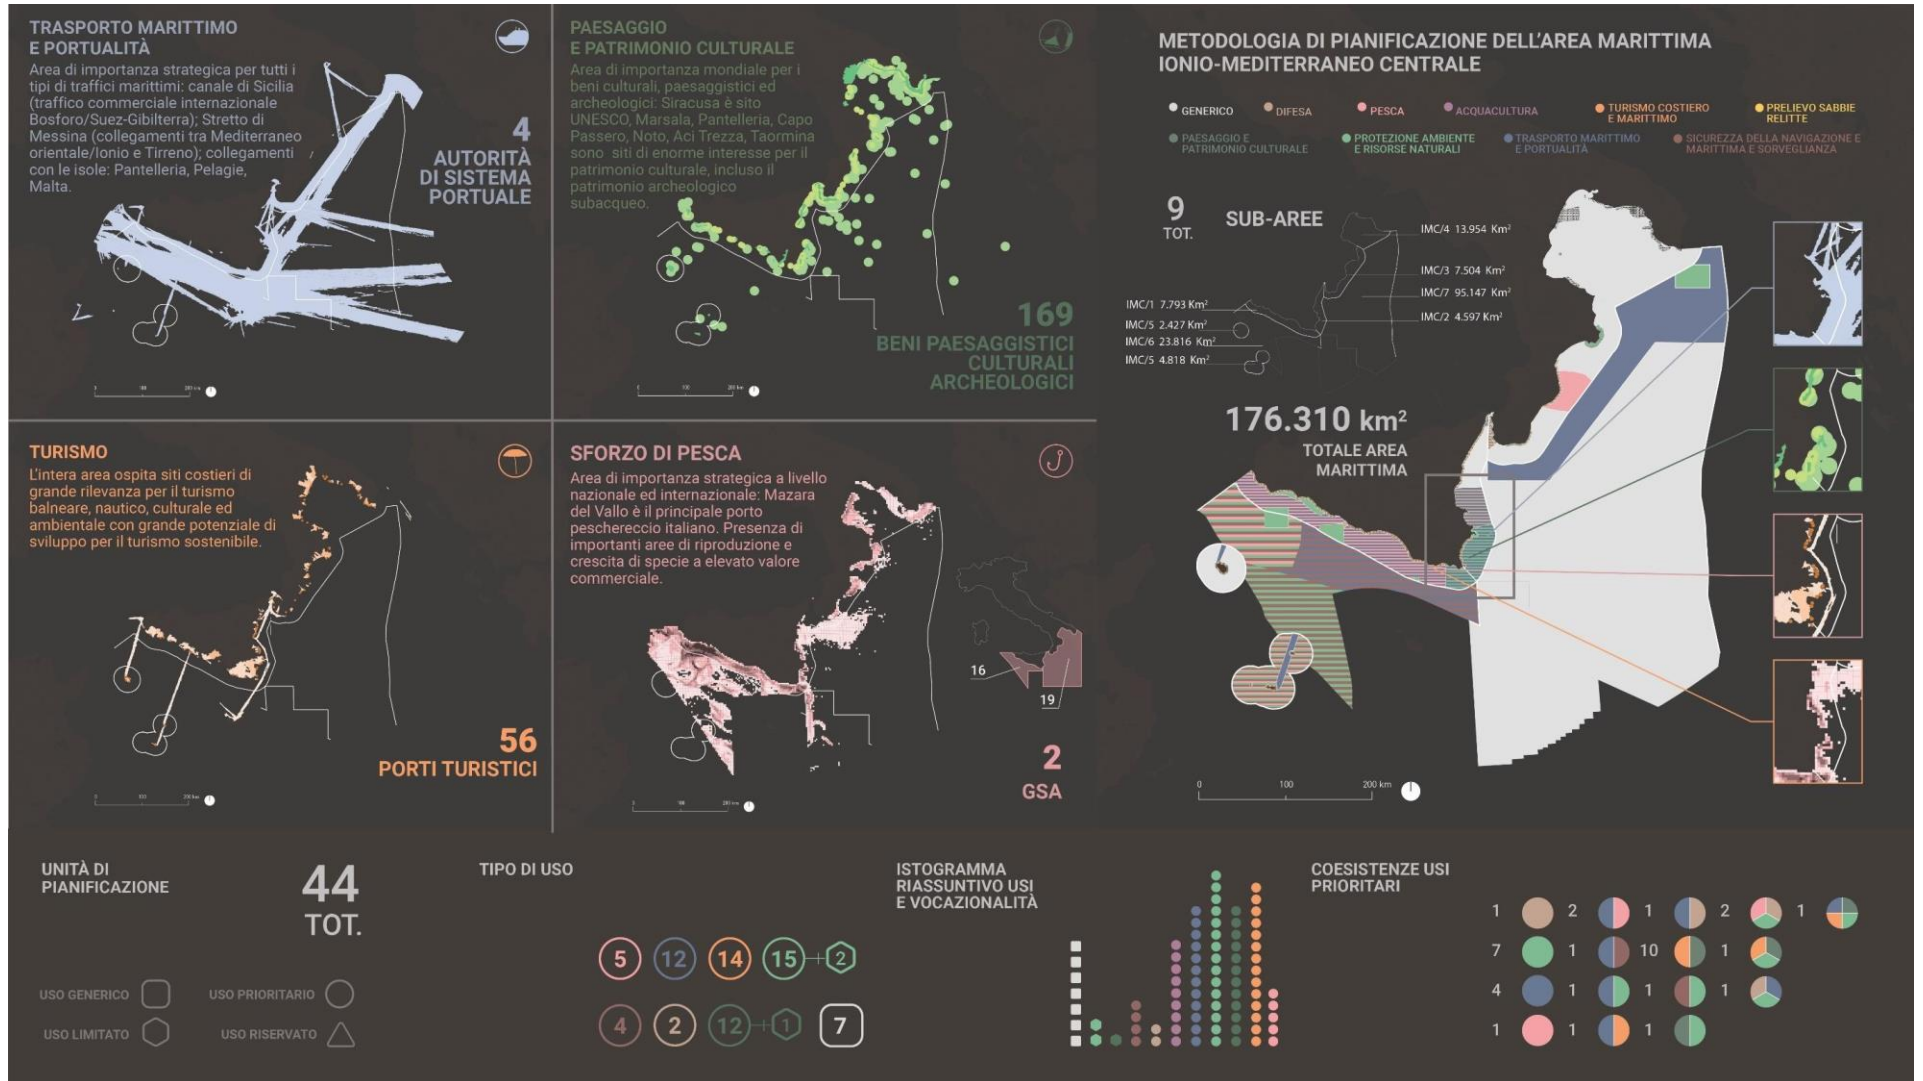 TRASPORTO MARITTIMO
E PORTUALITÀ
Area di importanza strategica per tutti i
tipi di traffici marittimi: canale di Sicilia
(traffico commerciale internazionale
Bosforo/Suez-Gibilterra); Stretto di
Messina (collegamenti tra Mediterraneo
orientale/Ionio e Tirreno); collegamenti
con le isole: Pantelleria, Pelagie,
Malta.
4
AUTORITÀ
DI SISTEMA
PORTUALE
0 100 200 km
PAESAGGIO
E PATRIMONIO CULTURALE
Area di importanza mondiale per i
beni culturali, paesaggistici ed
archeologici: Siracusa è sito
UNESCO, Marsala, Pantelleria, Capo
Passero, Noto, Aci Trezza, Taormina
sono siti di enorme interesse per il
patrimonio culturale, incluso il
patrimonio archeologico
subacqueo.
169
BENI PAESAGGISTICI
CULTURALI
ARCHEOLOGICI
100 200 km
TURISMO
L'intera area ospita siti costieri di
grande rilevanza per il turismo
balneare, nautico, culturale ed
ambientale con grande potenziale di
sviluppo per il turismo sostenibile.
56
PORTI TURISTICI
SFORZO DI PESCA
Area di importanza strategica a livello
nazionale ed internazionale: Mazara
del Vallo è il principale porto
peschereccio italiano. Presenza di
importanti aree di riproduzione e
crescita di specie a elevato valore
commerciale.
16
19
2
GSA
METODOLOGIA DI PIANIFICAZIONE DELL'AREA MARITTIMA
IONIO-MEDITERRANEO CENTRALE
GENERICO
DIFESA
PESCA
ACQUACULTURA
TURISMO COSTIERO
E MARITTIMO
PRELIEVO SABBIE
RELITTE
PAESAGGIO E
PATRIMONIO CULTURALE
PROTEZIONE AMBIENTE
E RISORSE NATURALI
TRASPORTO MARITTIMO
E PORTUALITÀ
SICUREZZA DELLA NAVIGAZIONE E
MARITTIMA E SORVEGLIANZA
9
TOT.
SUB-AREE
IMC/4 13.954 Km²
IMC/3 7.504 Km²
IMC/7 95.147 Km²
IMC/2 4.597 Km²
IMC/1 7.793 Km²
IMC/5 2.427 Km²
IMC/6 23.816 Km²
IMC/5 4.818 Km²
176.310 km²
TOTALE AREA
MARITTIMA
0 100 200 km
UNITÀ DI
PIANIFICAZIONE
44
TOT.
USO GENERICO
USO PRIORITARIO
USO LIMITATO
USO RISERVATO
TIPO DI USO
5 12 14 15 2
4 2 12 1 7
ISTOGRAMMA
RIASSUNTIVO USI
E VOCAZIONALITÀ
COESISTENZE USI
PRIORITARI
1 2 1 2 1
7 1 10 1
4 1 1 1
1 1 1